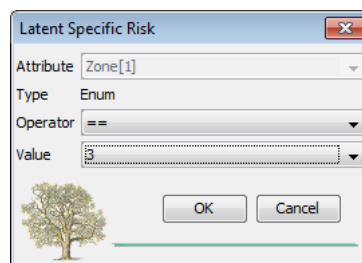 Latent Specific Risk
Attribute Zone[1]
Type Enum
Operator ==
Value 3
OK Cancel